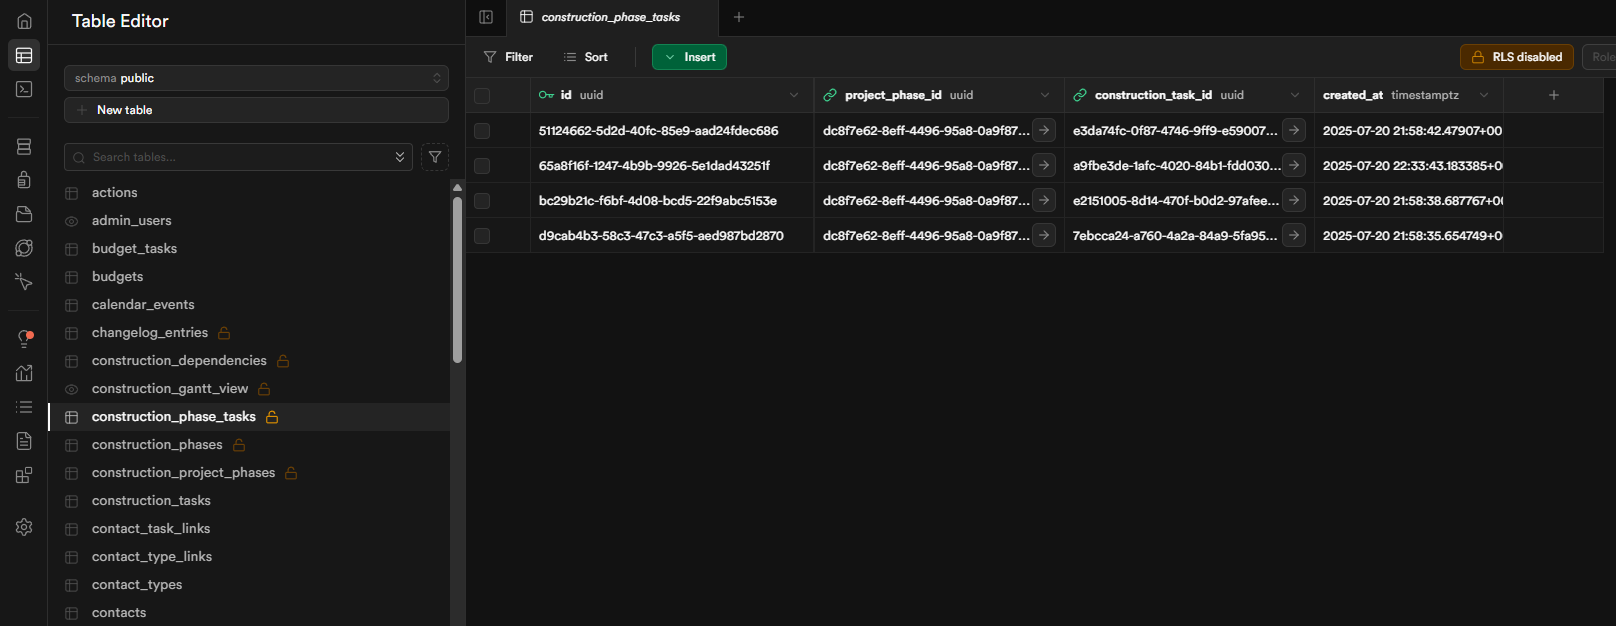 Table Editor
schema public
New table
Search tables...
actions
admin_users
budget_tasks
budgets
calendar_events
changelog_entries
construction_dependencies
construction_gantt_view
construction_phase_tasks
construction_phases
construction_project_phases
construction_tasks
contact_task_links
contact_type_links
contact_types
contacts
construction_phase_tasks
Filter Sort Insert RLS disabled Role
id uuid project_phase_id uuid construction_task_id uuid created_at timestamptz
51124662-5d2d-40fc-85e9-aad24fdec686 dc8f7e62-8eff-4496-95a8-0a9f87... e3da74fc-0f87-4746-9ff9-e59007... 2025-07-20 21:58:42.47907+00
65a8f16f-1247-4b9b-9926-5e1dad43251f dc8f7e62-8eff-4496-95a8-0a9f87... a9fbe3de-1afc-4020-84b1-fdd030... 2025-07-20 22:33:43.183385+0
bc29b21c-f6bf-4d08-bcd5-22f9abc5153e dc8f7e62-8eff-4496-95a8-0a9f87... e2151005-8d14-470f-b0d2-97afee... 2025-07-20 21:58:38.687767+0
d9cab4b3-58c3-47c3-a5f5-aed987bd2870 dc8f7e62-8eff-4496-95a8-0a9f87... 7ebcca24-a760-4a2a-84a9-5fa95... 2025-07-20 21:58:35.654749+0